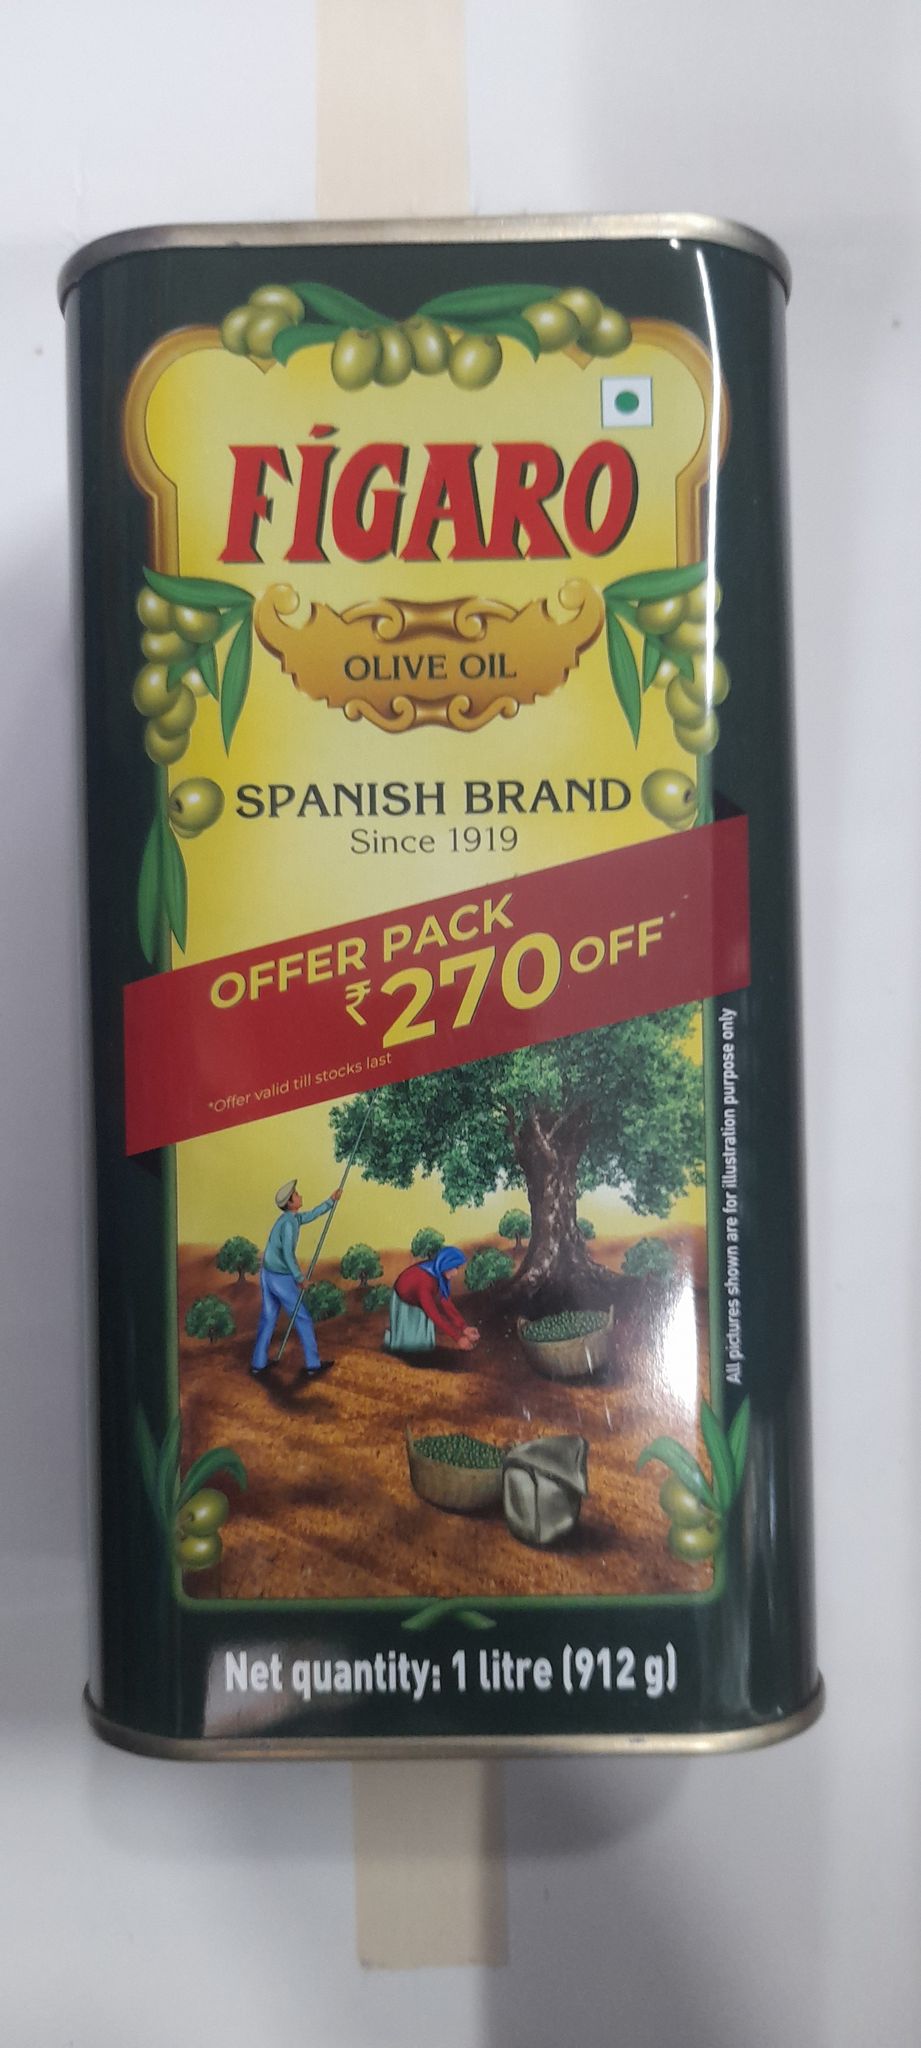 FÍGARO
OLIVE OIL
SPANISH BRAND
Since 1919
OFFER PACK
₹270 OFF*
*Offer valid till stocks last
All pictures shown are for illustration purpose only
Net quantity: 1 litre (912 g)